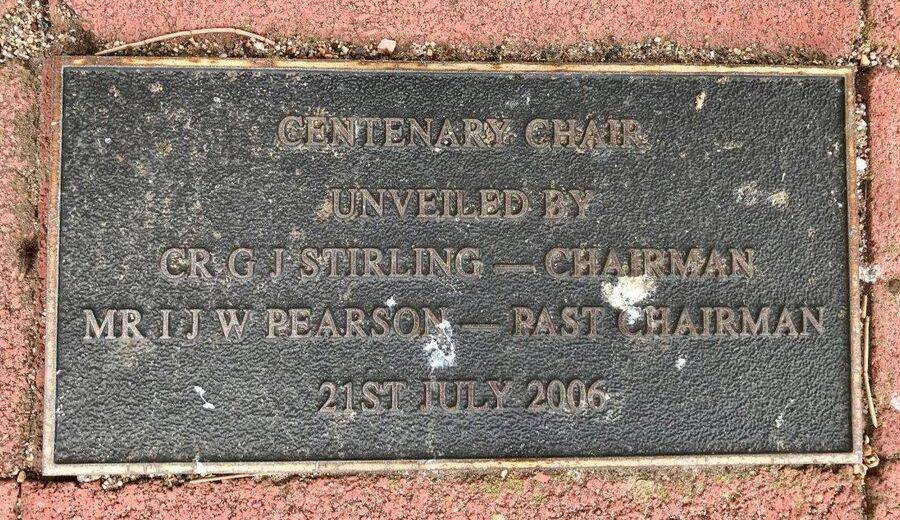 CENTENARY CHAIR
UNVEILED BY
CR G J STIRLING — CHAIRMAN
MR I J W PEARSON — PAST CHAIRMAN
21ST JULY 2006